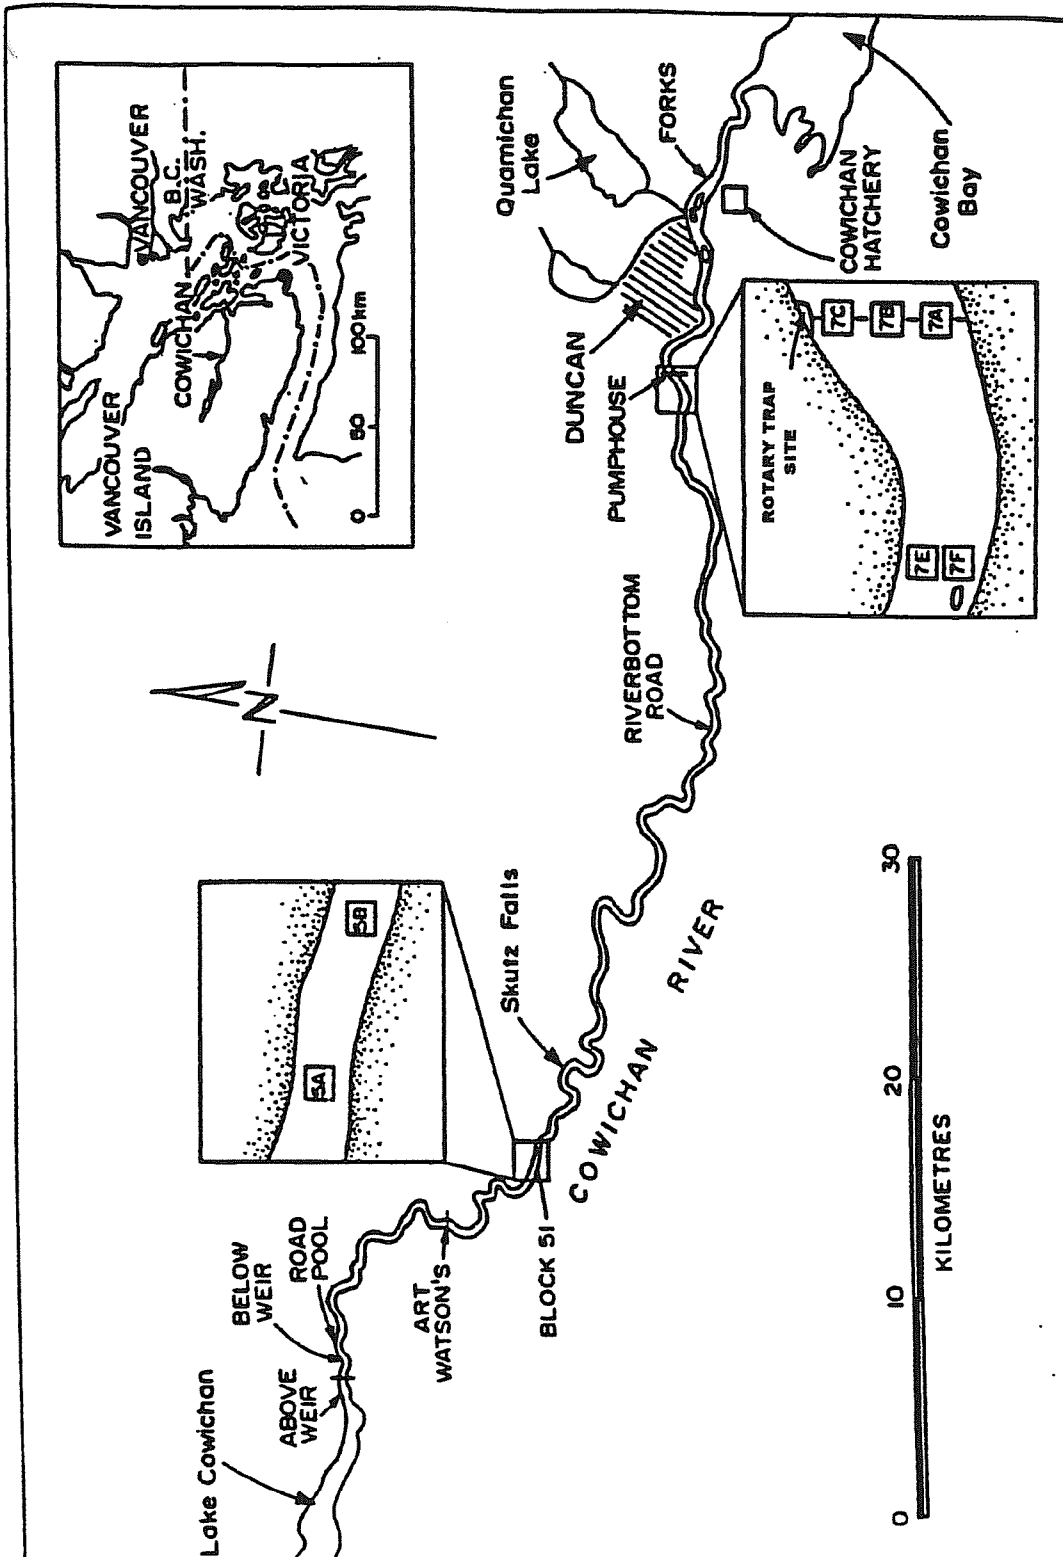 VANCOUVER
ISLAND
COWICHAN
VANCOUVER
B.C.
WASH.
VICTORIA
0
50
100 km
N
Lake Cowichan
ABOVE
WEIR
BELOW
WEIR
ROAD
POOL
ART
WATSON'S
BLOCK 51
5A
5B
Skutz Falls
COWICHAN RIVER
RIVERBOTTOM
ROAD
PUMPHOUSE
DUNCAN
Quamichan
Lake
FORKS
COWICHAN
HATCHERY
Cowichan
Bay
ROTARY TRAP
SITE
7E
7F
7C
7B
7A
0
10
20
30
KILOMETRES